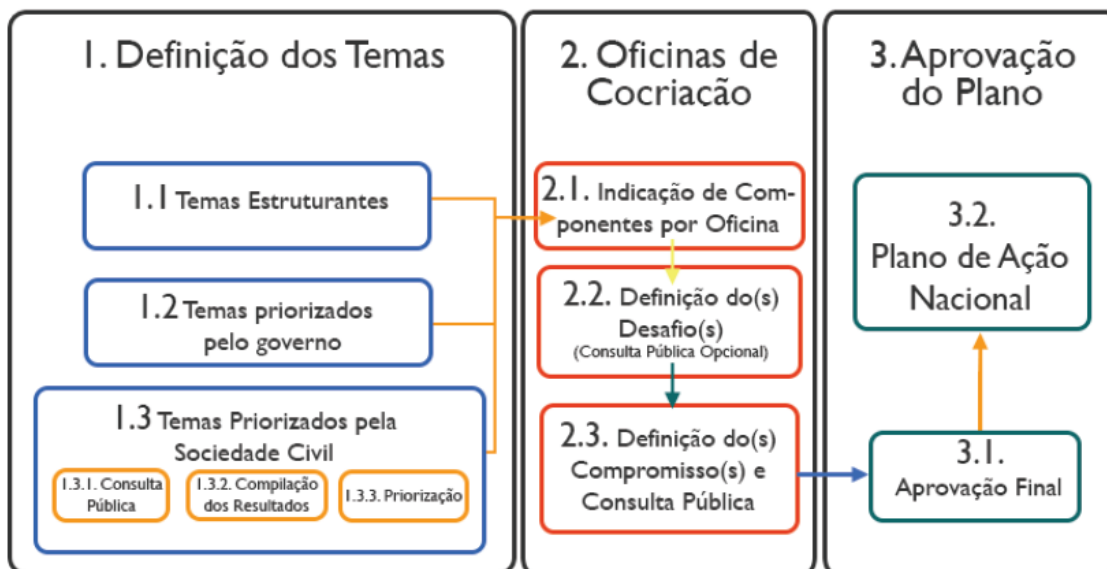 1. Definição dos Temas
1.1 Temas Estruturantes
1.2 Temas priorizados
pelo governo
1.3 Temas Priorizados pela
Sociedade Civil
1.3.1. Consulta
Pública
1.3.2. Compilação
dos Resultados
1.3.3. Priorização
2. Oficinas de
Cocriação
2.1. Indicação de Com-
ponentes por Oficina
2.2. Definição do(s)
Desafio(s)
(Consulta Pública Opcional)
2.3. Definição do(s)
Compromisso(s) e
Consulta Pública
3. Aprovação
do Plano
3.2.
Plano de Ação
Nacional
3.1.
Aprovação Final